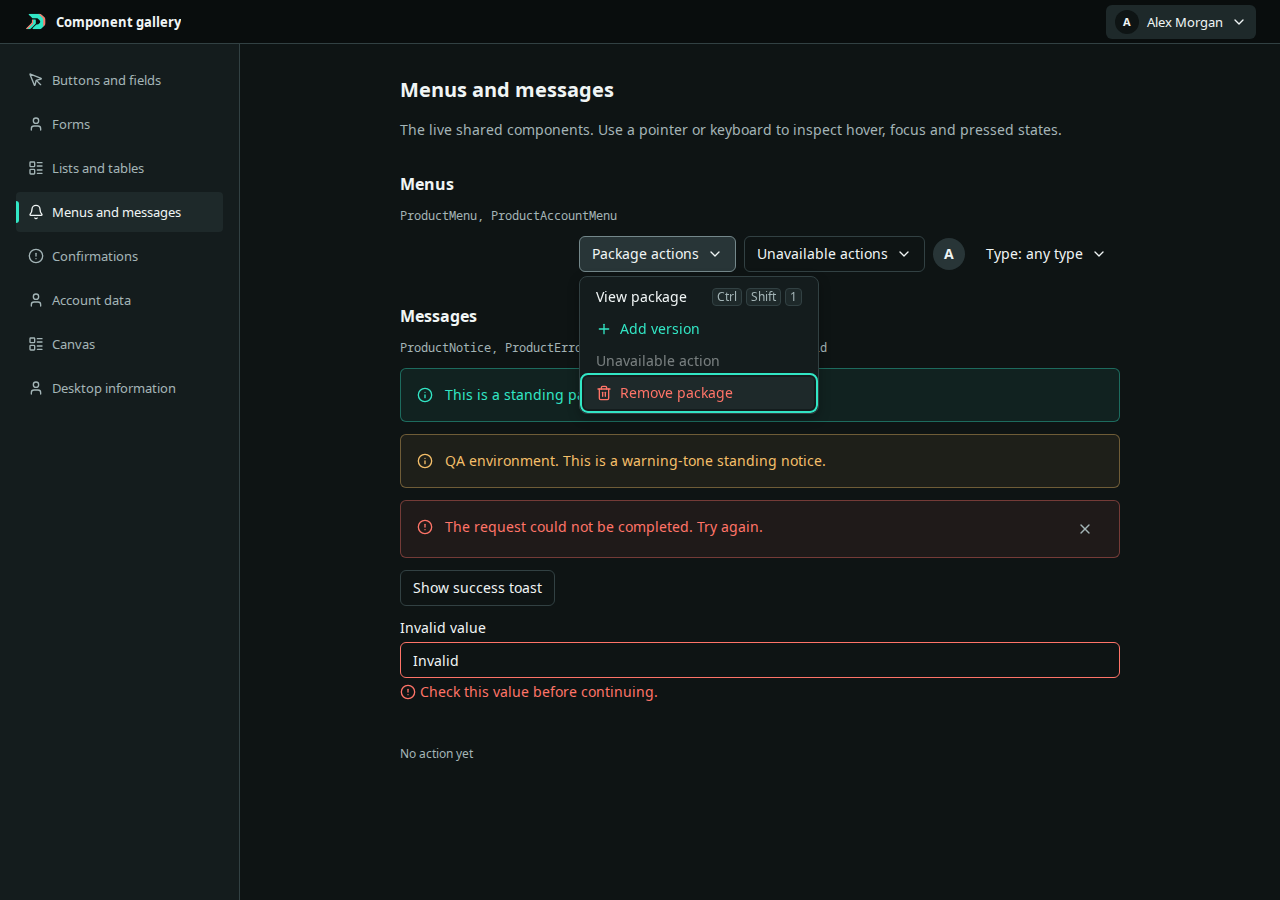 Component gallery
A Alex Morgan
Buttons and fields
Forms
Lists and tables
Menus and messages
Confirmations
Account data
Canvas
Desktop information
Menus and messages
The live shared components. Use a pointer or keyboard to inspect hover, focus and pressed states.
Menus
ProductMenu, ProductAccountMenu
Package actions Unavailable actions A Type: any type
View package Ctrl Shift 1
Add version
Unavailable action
Remove package
Messages
ProductNotice,
This is a standing
QA environment. This is a warning-tone standing notice.
The request could not be completed. Try again.
Show success toast
Invalid value
Invalid
Check this value before continuing.
No action yet